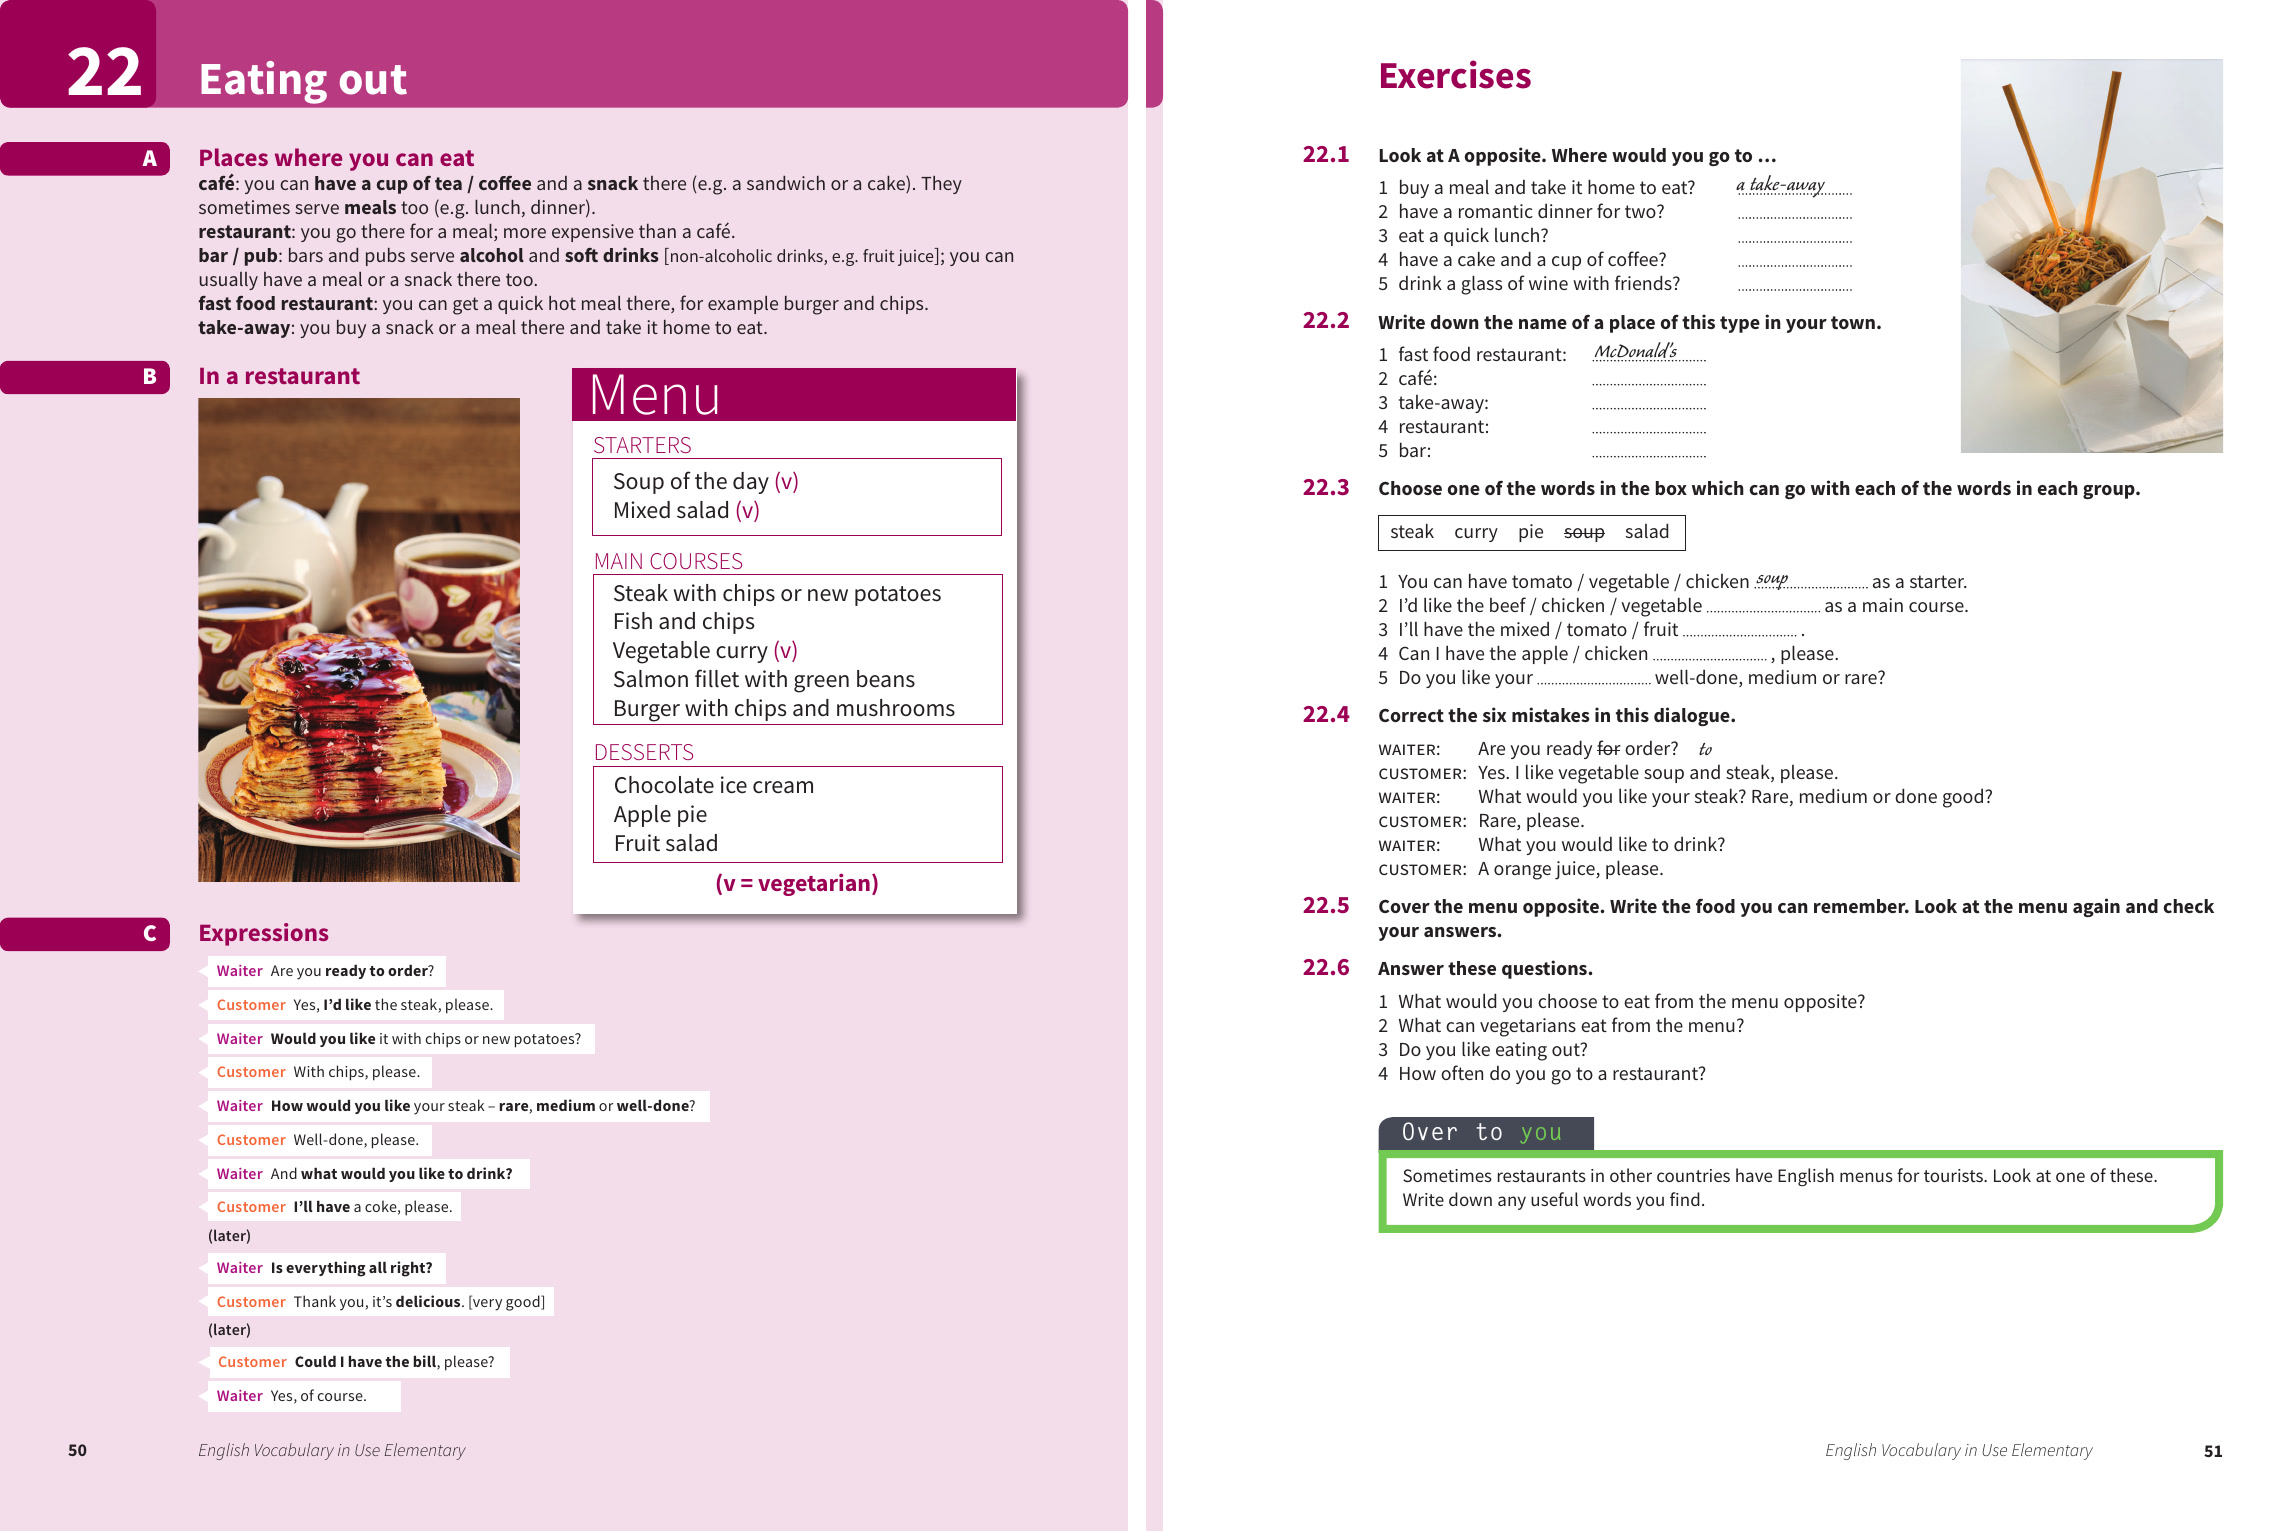 22
Eating out
A
Places where you can eat
café: you can have a cup of tea / coffee and a snack there (e.g. a sandwich or a cake). They
sometimes serve meals too (e.g. lunch, dinner).
restaurant: you go there for a meal; more expensive than a café.
bar / pub: bars and pubs serve alcohol and soft drinks [non-alcoholic drinks, e.g. fruit juice]; you can
usually have a meal or a snack there too.
fast food restaurant: you can get a quick hot meal there, for example burger and chips.
take-away: you buy a snack or a meal there and take it home to eat.
B
In a restaurant
Menu
STARTERS
Soup of the day (v)
Mixed salad (v)
MAIN COURSES
Steak with chips or new potatoes
Fish and chips
Vegetable curry (v)
Salmon fillet with green beans
Burger with chips and mushrooms
DESSERTS
Chocolate ice cream
Apple pie
Fruit salad
(v = vegetarian)
C
Expressions
Waiter Are you ready to order?
Customer Yes, I'd like the steak, please.
Waiter Would you like it with chips or new potatoes?
Customer With chips, please.
Waiter How would you like your steak – rare, medium or well-done?
Customer Well-done, please.
Waiter And what would you like to drink?
Customer I'll have a coke, please.
(later)
Waiter Is everything all right?
Customer Thank you, it's delicious. [very good]
(later)
Customer Could I have the bill, please?
Waiter Yes, of course.
50
English Vocabulary in Use Elementary
Exercises
22.1 Look at A opposite. Where would you go to …
1 buy a meal and take it home to eat? a take-away
2 have a romantic dinner for two?
3 eat a quick lunch?
4 have a cake and a cup of coffee?
5 drink a glass of wine with friends?
22.2 Write down the name of a place of this type in your town.
1 fast food restaurant: McDonald's
2 café:
3 take-away:
4 restaurant:
5 bar:
22.3 Choose one of the words in the box which can go with each of the words in each group.
steak curry pie soup salad
1 You can have tomato / vegetable / chicken soup as a starter.
2 I'd like the beef / chicken / vegetable as a main course.
3 I'll have the mixed / tomato / fruit .
4 Can I have the apple / chicken , please.
5 Do you like your well-done, medium or rare?
22.4 Correct the six mistakes in this dialogue.
WAITER: Are you ready for order? to
CUSTOMER: Yes. I like vegetable soup and steak, please.
WAITER: What would you like your steak? Rare, medium or done good?
CUSTOMER: Rare, please.
WAITER: What you would like to drink?
CUSTOMER: A orange juice, please.
22.5 Cover the menu opposite. Write the food you can remember. Look at the menu again and check
your answers.
22.6 Answer these questions.
1 What would you choose to eat from the menu opposite?
2 What can vegetarians eat from the menu?
3 Do you like eating out?
4 How often do you go to a restaurant?
Over to you
Sometimes restaurants in other countries have English menus for tourists. Look at one of these.
Write down any useful words you find.
English Vocabulary in Use Elementary
51